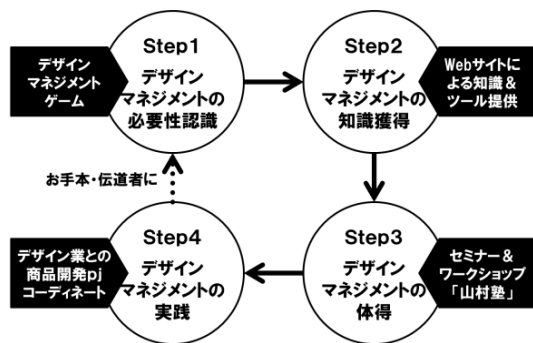 デザイン
マネジメント
ゲーム
Step1
デザイン
マネジメントの
必要性認識
Step2
デザイン
マネジメントの
知識獲得
Webサイトに
よる知識&
ツール提供
お手本・伝道者に
デザイン業との
商品開発pj
コーディネート
Step4
デザイン
マネジメントの
実践
Step3
デザイン
マネジメントの
体得
セミナー&
ワークショップ
「山村塾」